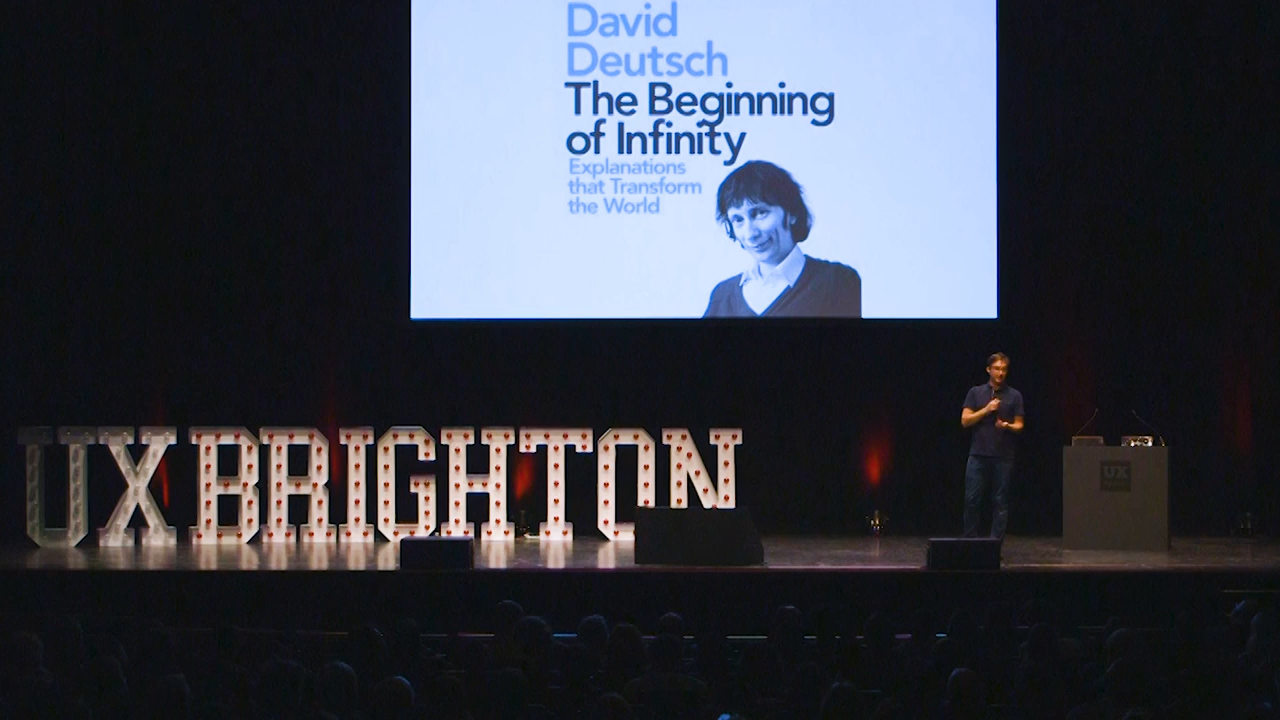 David
Deutsch
The Beginning
of Infinity
Explanations
that Transform
the World
UX BRIGHTON
UX